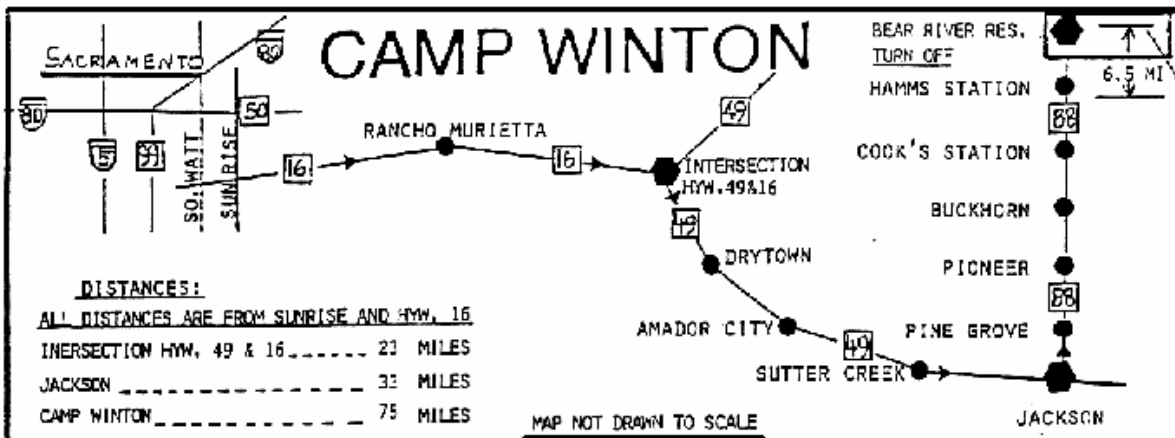 CAMP WINTON
SACRAMENTO
80
80
50
5
99
SO. WATT
SUNRISE
16
RANCHO MURIETTA
16
49
INTERSECTION
HYW.49&16
49
DRYTOWN
AMADOR CITY
49
SUTTER CREEK
JACKSON
BEAR RIVER RES.
TURN OFF
6.5 MI
HAMMS STATION
88
COOK'S STATION
BUCKHORN
PIONEER
88
PINE GROVE
DISTANCES:
ALL DISTANCES ARE FROM SUNRISE AND HYW. 16
INERSECTION HYW. 49 & 16 ------ 23 MILES
JACKSON ---------------- 33 MILES
CAMP WINTON -------------- 75 MILES
MAP NOT DRAWN TO SCALE